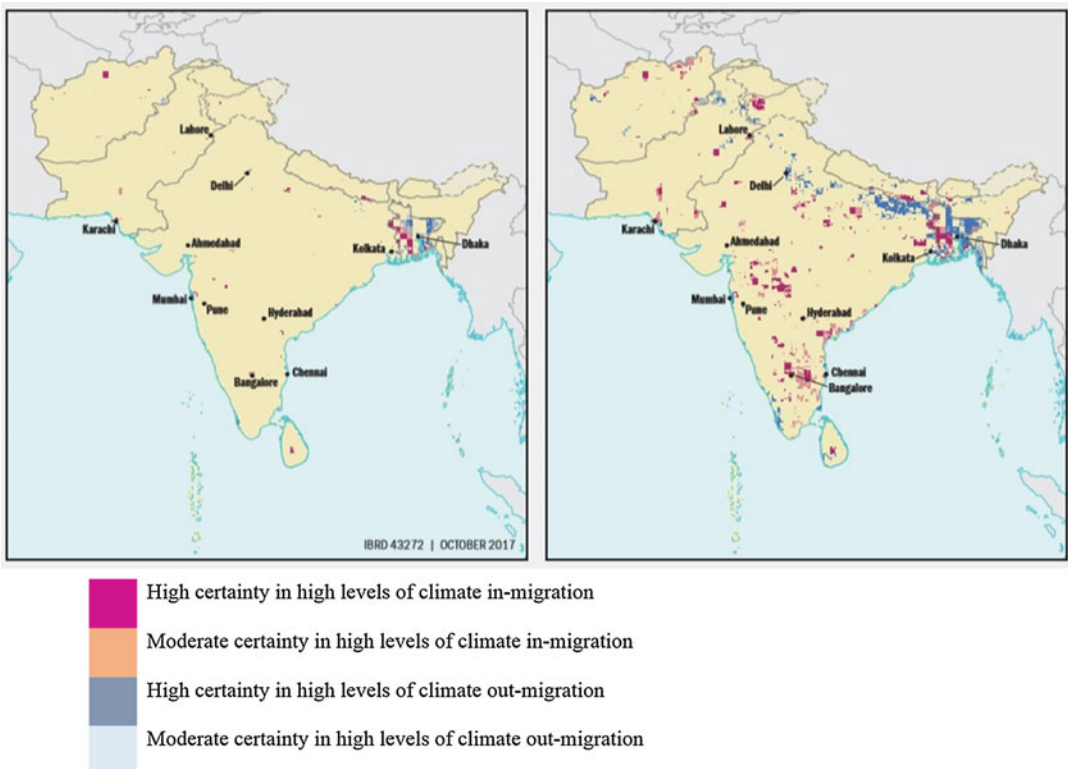 Lahore
Delhi
Karachi
Ahmedabad
Kolkata
Dhaka
Mumbai
Pune
Hyderabad
Bangalore
Chennai
IBRD 43272 | OCTOBER 2017
Lahore
Delhi
Karachi
Ahmedabad
Kolkata
Dhaka
Mumbai
Pune
Hyderabad
Chennai
Bangalore
High certainty in high levels of climate in-migration
Moderate certainty in high levels of climate in-migration
High certainty in high levels of climate out-migration
Moderate certainty in high levels of climate out-migration